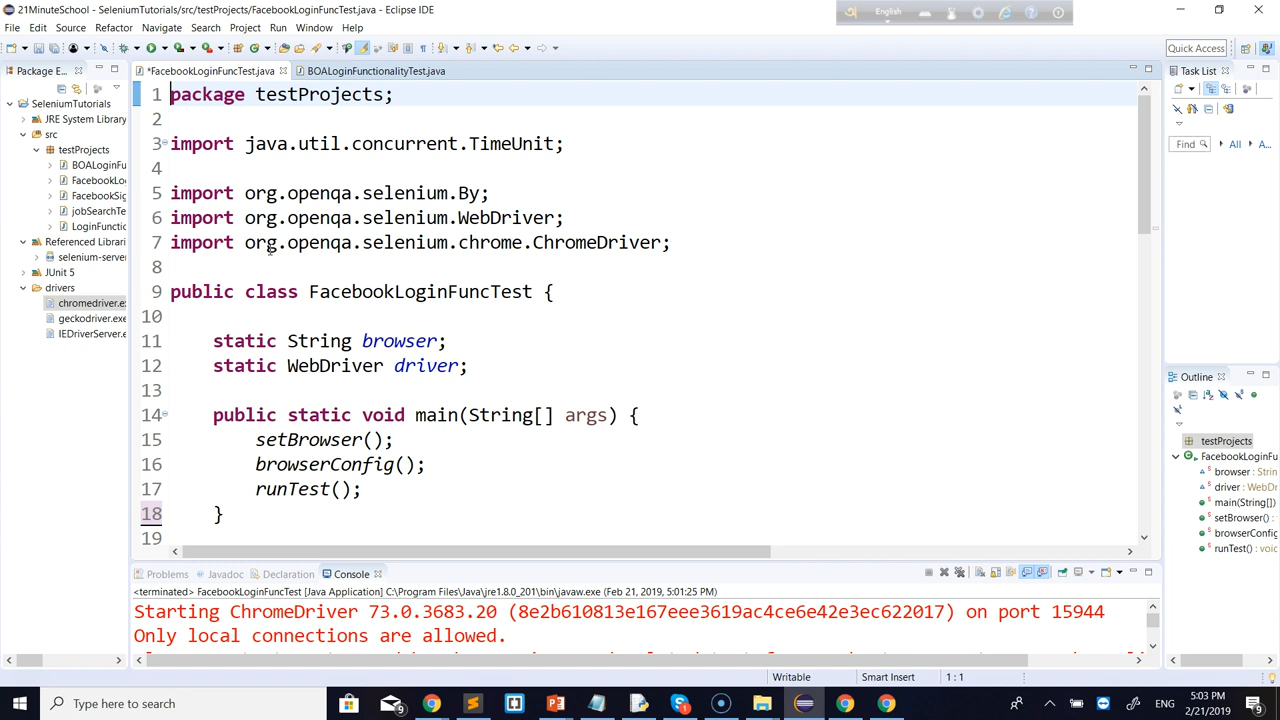 21MinuteSchool - SeleniumTutorials/src/testProjects/FacebookLoginFuncTest.java - Eclipse IDE
English
File Edit Source Refactor Navigate Search Project Run Window Help
Quick Access
Package E...
*FacebookLoginFuncTest.java
BOALoginFunctionalityTest.java
Task List
SeleniumTutorials
JRE System Library
src
testProjects
BOALoginFu
FacebookLo
FacebookSig
jobSearchTe
LoginFunctio
Referenced Librari
selenium-server
JUnit 5
drivers
chromedriver.e
geckodriver.exe
IEDriverServer.e
1 package testProjects;
2
3 import java.util.concurrent.TimeUnit;
4
5 import org.openqa.selenium.By;
6 import org.openqa.selenium.WebDriver;
7 import org.openqa.selenium.chrome.ChromeDriver;
8
9 public class FacebookLoginFuncTest {
10
11 static String browser;
12 static WebDriver driver;
13
14 public static void main(String[] args) {
15 setBrowser();
16 browserConfig();
17 runTest();
18 }
19
Find All A...
Outline
testProjects
FacebookLoginFu
browser : Strin
driver : WebDr
main(String[])
setBrowser() :
browserConfig
runTest() : voic
Problems Javadoc Declaration Console
<terminated> FacebookLoginFuncTest [Java Application] C:\Program Files\Java\jre1.8.0_201\bin\javaw.exe (Feb 21, 2019, 5:01:25 PM)
Starting ChromeDriver 73.0.3683.20 (8e2b610813e167eee3619ac4ce6e42e3ec622017) on port 15944
Only local connections are allowed.
Writable Smart Insert 1 : 1
Type here to search
9
ENG
5:03 PM
2/21/2019